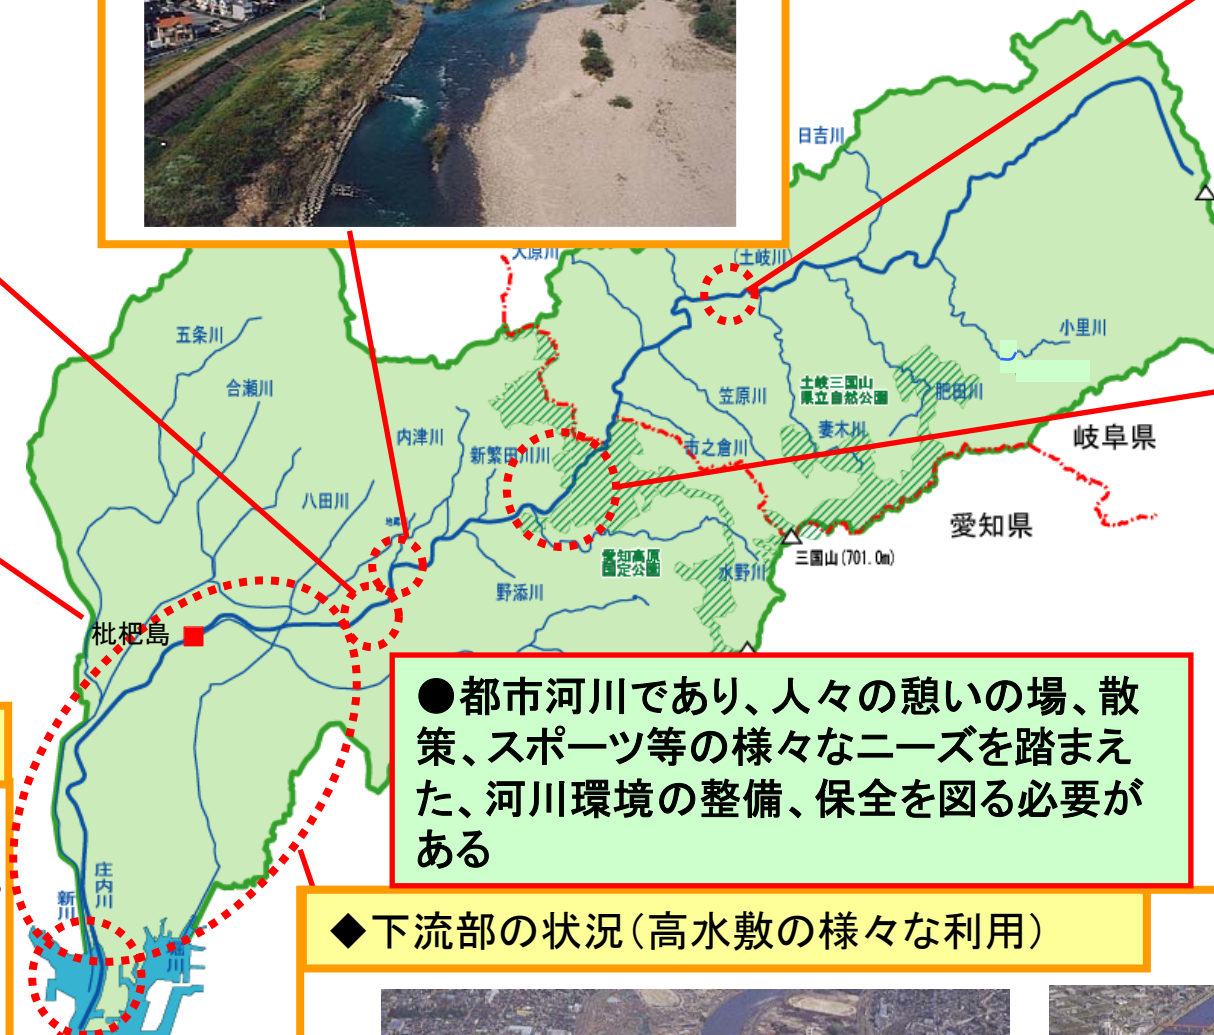 日吉川
大原川
(土岐川)
五条川
小里川
合瀬川
笠原川
土岐三国山
県立自然公園
肥田川
内津川
新繁田川川
市之倉川
妻木川
岐阜県
八田川
愛知県
愛知高原
国定公園
水野川
三国山(701.0m)
野添川
枇杷島
●都市河川であり、人々の憩いの場、散
策、スポーツ等の様々なニーズを踏まえ
た、河川環境の整備、保全を図る必要が
ある
庄内川
新川
堀川
◆下流部の状況(高水敷の様々な利用)